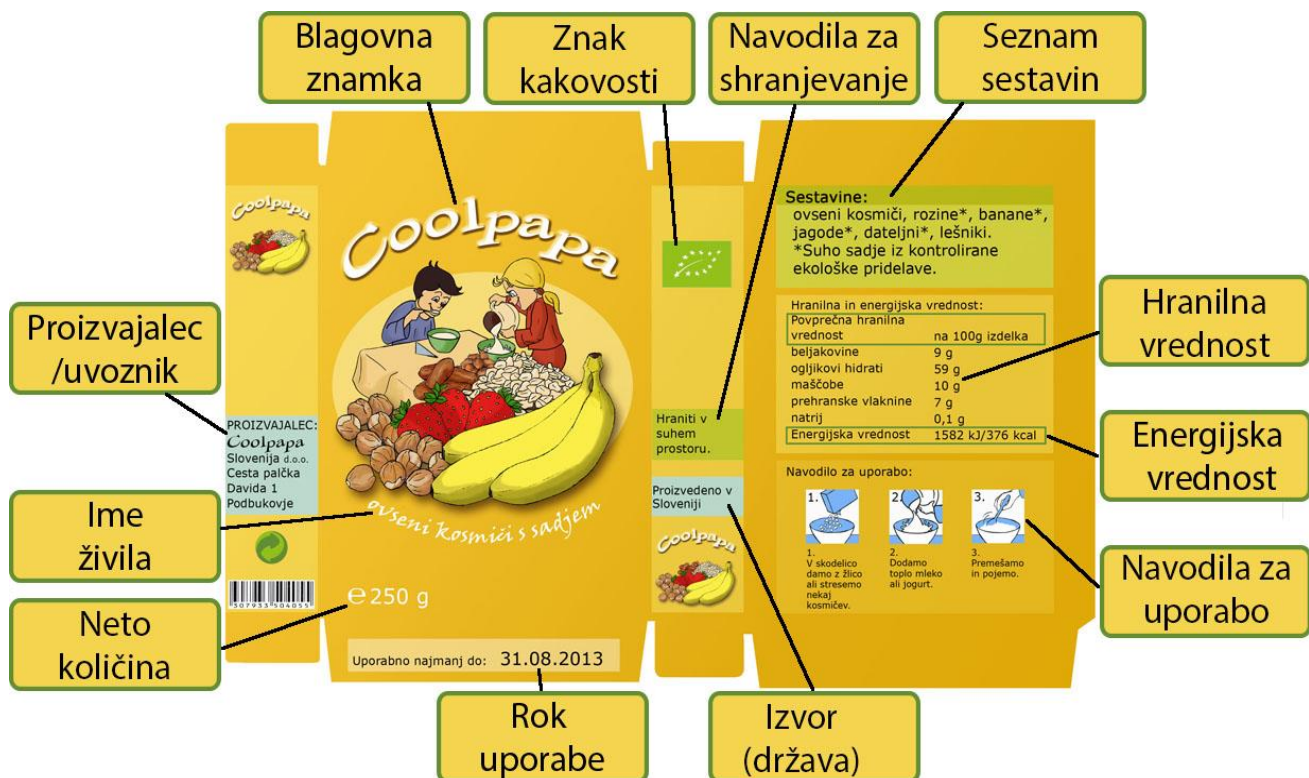 Blagovna
znamka
Znak
kakovosti
Navodila za
shranjevanje
Seznam
sestavin
Proizvajalec
/uvoznik
Ime
živila
Neto
količina
Rok
uporabe
Izvor
(država)
Hranilna
vrednost
Energijska
vrednost
Navodila za
uporabo
Coolpapa
PROIZVAJALEC:
Coolpapa
Slovenija d.o.o.
Cesta palčka
Davida 1
Podbukovje
307933 504055
Coolpapa
ovseni kosmiči s sadjem
℮ 250 g
Uporabno najmanj do: 31.08.2013
Hraniti v
suhem
prostoru.
Proizvedeno v
Sloveniji
Coolpapa
Sestavine:
ovseni kosmiči, rozine*, banane*,
jagode*, dateljni*, lešniki.
*Suho sadje iz kontrolirane
ekološke pridelave.
Hranilna in energijska vrednost:
Povprečna hranilna
vrednost na 100g izdelka
beljakovine 9 g
ogljikovi hidrati 59 g
maščobe 10 g
prehranske vlaknine 7 g
natrij 0,1 g
Energijska vrednost 1582 kJ/376 kcal
Navodilo za uporabo:
1.
2.
3.
1.
V skodelico
damo z žlico
ali stresemo
nekaj
kosmičev.
2.
Dodamo
toplo mleko
ali jogurt.
3.
Premešamo
in pojemo.